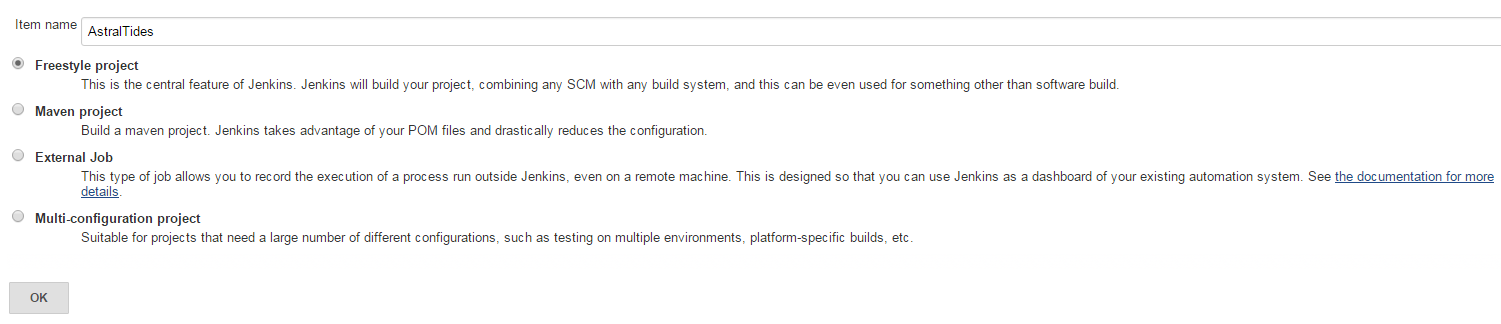 Item name AstralTides
Freestyle project
This is the central feature of Jenkins. Jenkins will build your project, combining any SCM with any build system, and this can be even used for something other than software build.
Maven project
Build a maven project. Jenkins takes advantage of your POM files and drastically reduces the configuration.
External Job
This type of job allows you to record the execution of a process run outside Jenkins, even on a remote machine. This is designed so that you can use Jenkins as a dashboard of your existing automation system. See the documentation for more
details.
Multi-configuration project
Suitable for projects that need a large number of different configurations, such as testing on multiple environments, platform-specific builds, etc.
OK